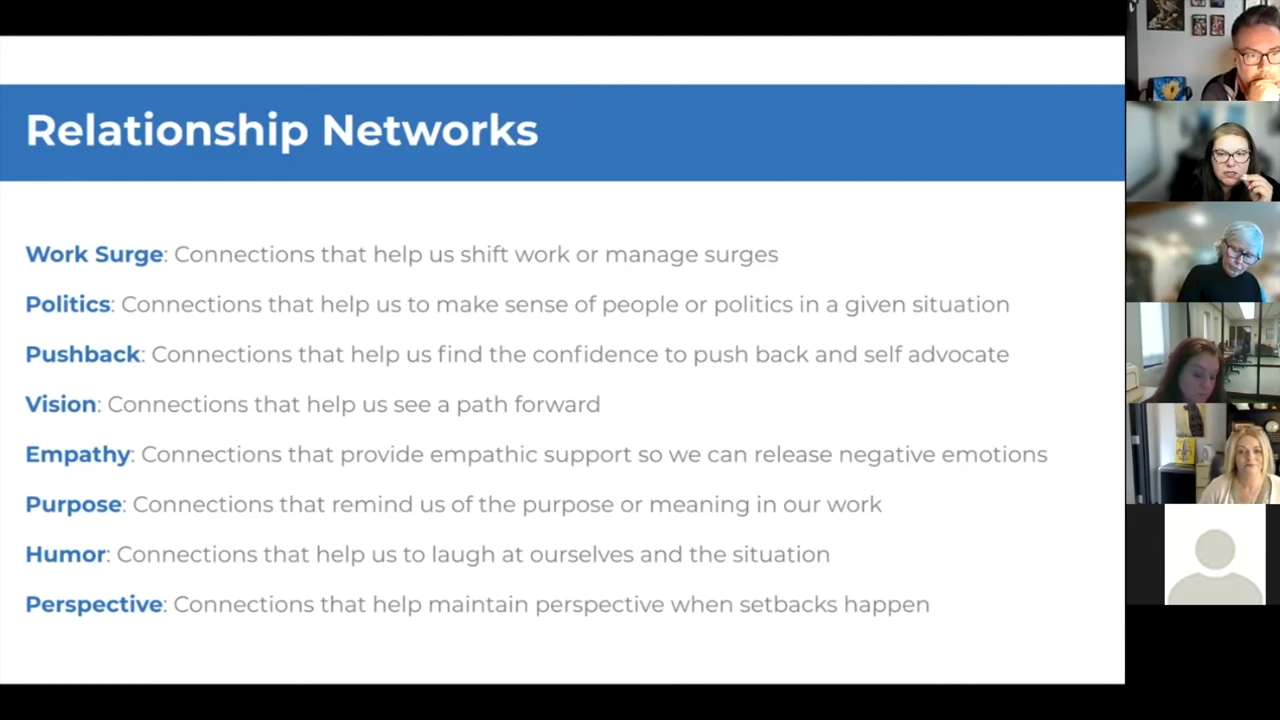 Relationship Networks
Work Surge: Connections that help us shift work or manage surges
Politics: Connections that help us to make sense of people or politics in a given situation
Pushback: Connections that help us find the confidence to push back and self advocate
Vision: Connections that help us see a path forward
Empathy: Connections that provide empathic support so we can release negative emotions
Purpose: Connections that remind us of the purpose or meaning in our work
Humor: Connections that help us to laugh at ourselves and the situation
Perspective: Connections that help maintain perspective when setbacks happen